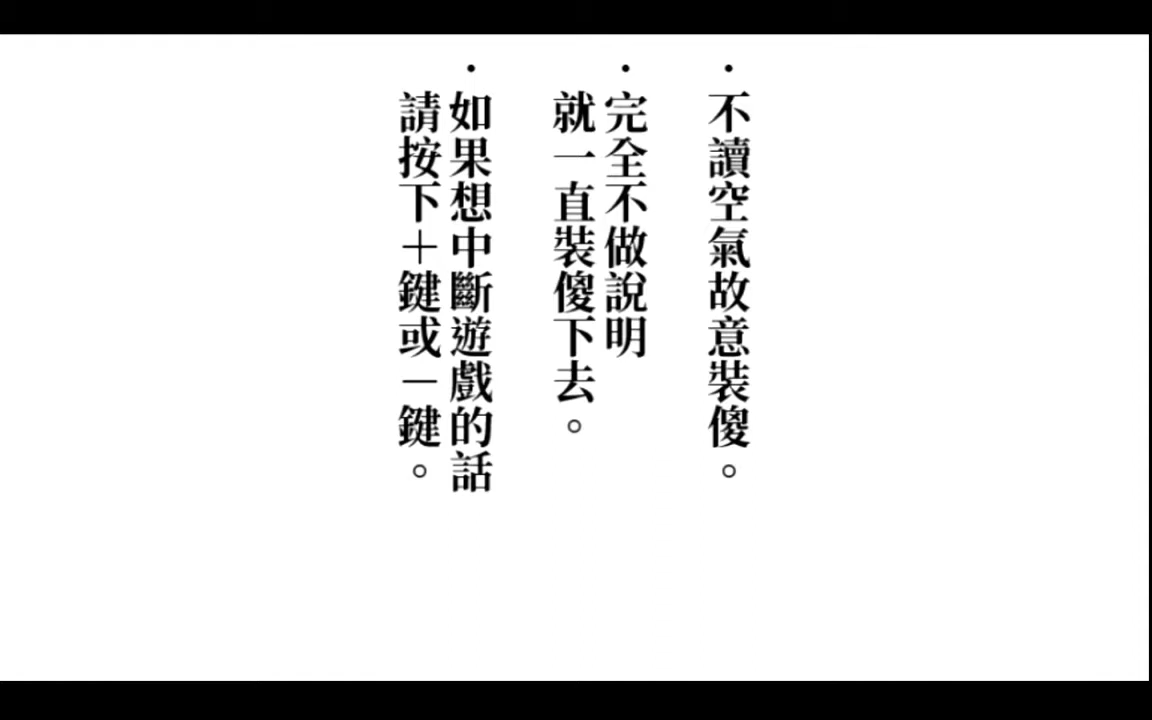 ・不讀空氣故意裝傻。
・完全不做說明
就一直裝傻下去。
・如果想中斷遊戲的話
請按下＋鍵或－鍵。